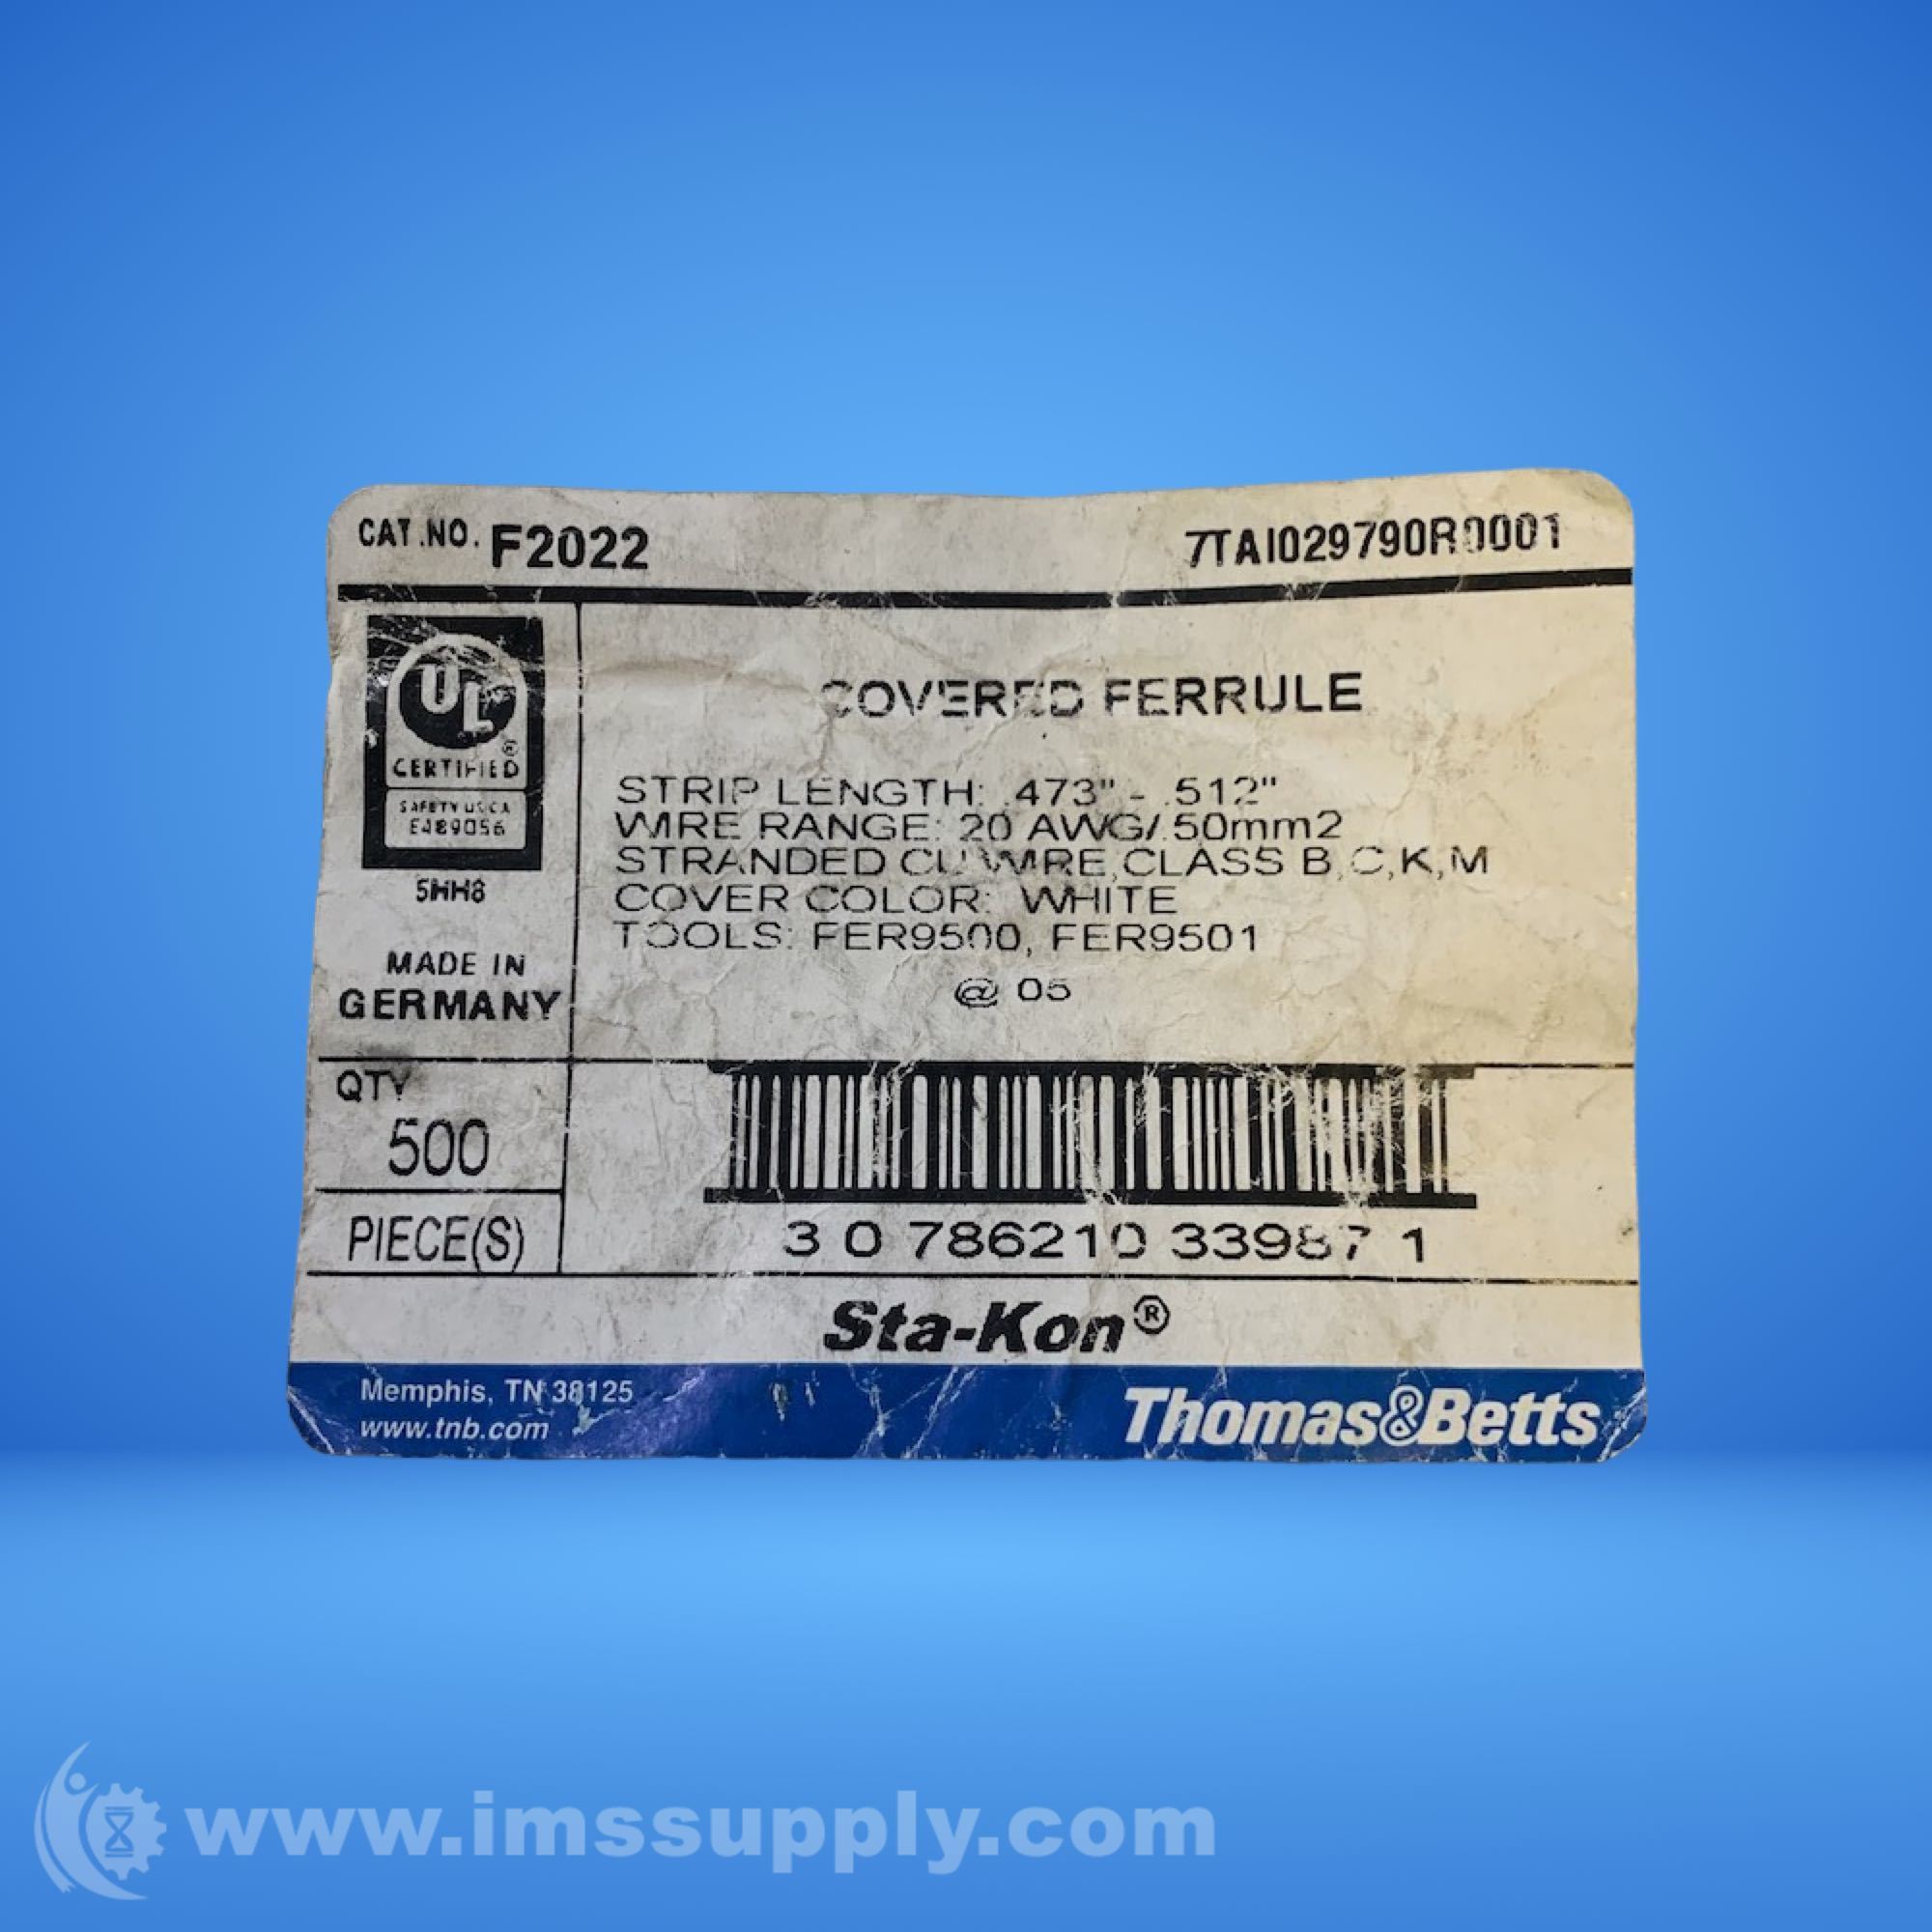 CAT.NO. F2022
7TAI029790R0001
UL
®
CERTIFIED
SAFETY US CA
E489056
5HH8
MADE IN
GERMANY
COVERED FERRULE
STRIP LENGTH: .473" - .512"
WIRE RANGE: 20 AWG/.50mm2
STRANDED CU WIRE,CLASS B,C,K,M
COVER COLOR: WHITE
TOOLS: FER9500, FER9501
@ 05
QTY
500
PIECE(S)
3 0 786210 33987 1
Sta-Kon®
Memphis, TN 38125
www.tnb.com
Thomas&Betts
www.imssupply.com